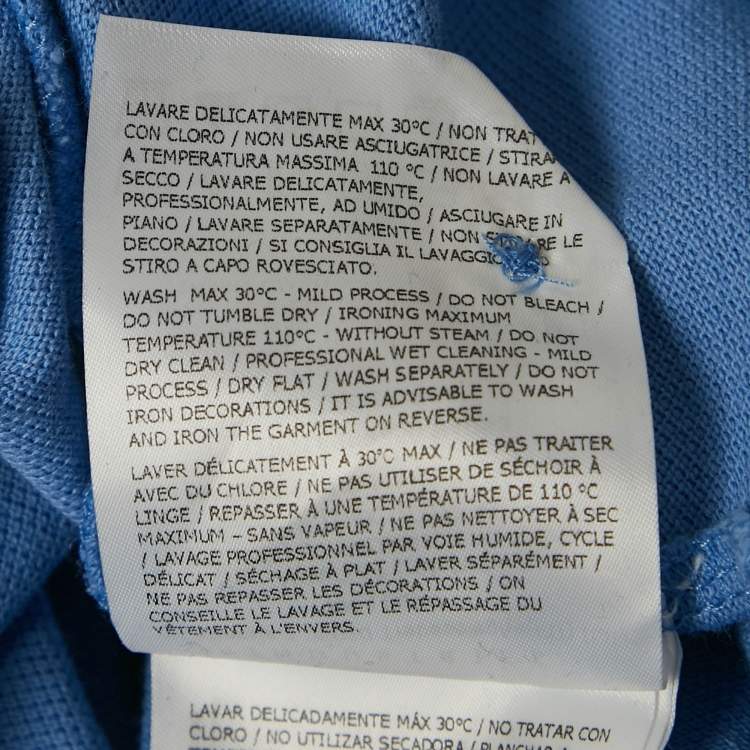 LAVARE DELICATAMENTE MAX 30°C / NON TRAT
CON CLORO / NON USARE ASCIUGATRICE / STIRA
A TEMPERATURA MASSIMA 110 °C / NON LAVARE A
SECCO / LAVARE DELICATAMENTE,
PROFESSIONALMENTE, AD UMIDO / ASCIUGARE IN
PIANO / LAVARE SEPARATAMENTE / NON RE LE
DECORAZIONI / SI CONSIGLIA IL LAVAGGIO
STIRO A CAPO ROVESCIATO.
WASH MAX 30°C - MILD PROCESS / DO NOT BLEACH /
DO NOT TUMBLE DRY / IRONING MAXIMUM
TEMPERATURE 110°C - WITHOUT STEAM / DO NOT
DRY CLEAN / PROFESSIONAL WET CLEANING - MILD
PROCESS / DRY FLAT / WASH SEPARATELY / DO NOT
IRON DECORATIONS / IT IS ADVISABLE TO WASH
AND IRON THE GARMENT ON REVERSE.
LAVER DÉLICATEMENT À 30°C MAX / NE PAS TRAITER
AVEC DU CHLORE / NE PAS UTILISER DE SÉCHOIR À
LINGE / REPASSER À UNE TEMPÉRATURE DE 110 °C
MAXIMUM - SANS VAPEUR / NE PAS NETTOYER À SEC
/ LAVAGE PROFESSIONNEL PAR VOIE HUMIDE, CYCLE
DÉLICAT / SÉCHAGE À PLAT / LAVER SÉPARÉMENT /
NE PAS REPASSER LES DÉCORATIONS / ON
CONSEILLE LE LAVAGE ET LE RÉPASSAGE DU
VÊTEMENT À L'ENVERS.
LAVAR DELICADAMENTE MÁX 30°C / NO TRATAR CON
CLORO / NO UTILIZAR SECADORA / PLANCHAR A